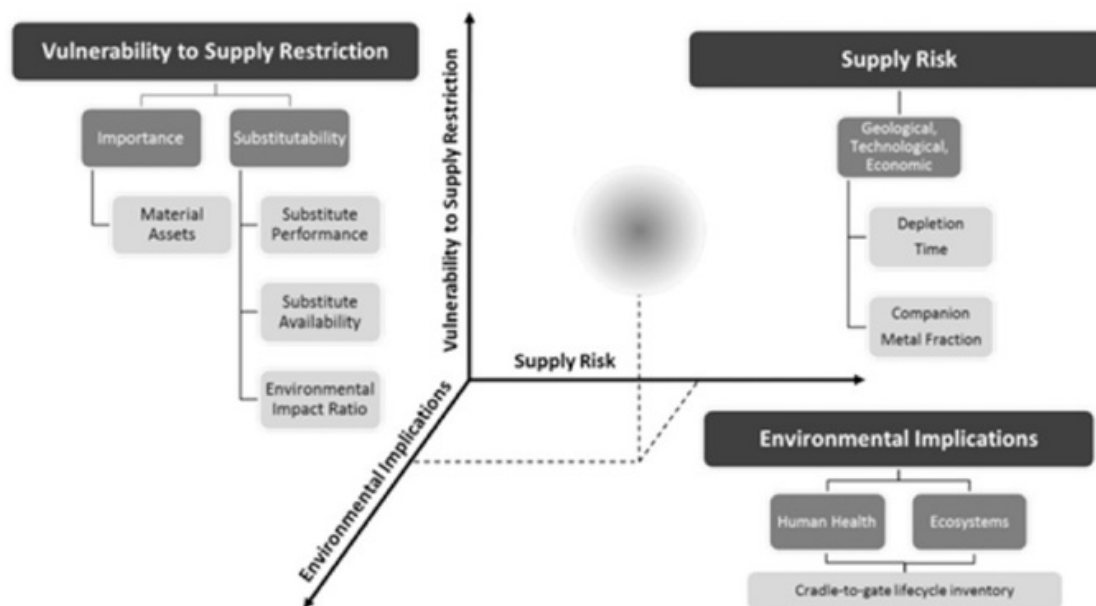 Vulnerability to Supply Restriction
Importance
Substitutability
Material
Assets
Substitute
Performance
Substitute
Availability
Environmental
Impact Ratio
Vulnerability to Supply Restriction
Supply Risk
Environmental Implications
Supply Risk
Geological,
Technological,
Economic
Depletion
Time
Companion
Metal Fraction
Environmental Implications
Human Health
Ecosystems
Cradle-to-gate lifecycle inventory